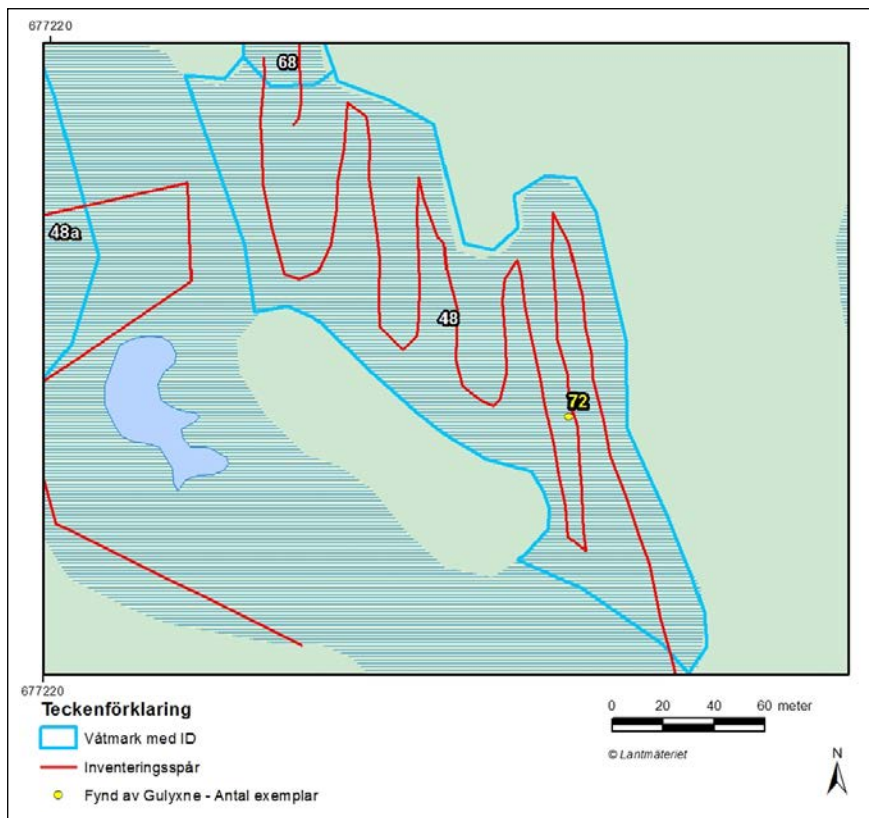 677220
68
48a
48
72
677220
Teckenförklaring
Våtmark med ID
Inventeringsspår
Fynd av Gulyxne - Antal exemplar
0 20 40 60 meter
© Lantmäteriet
N